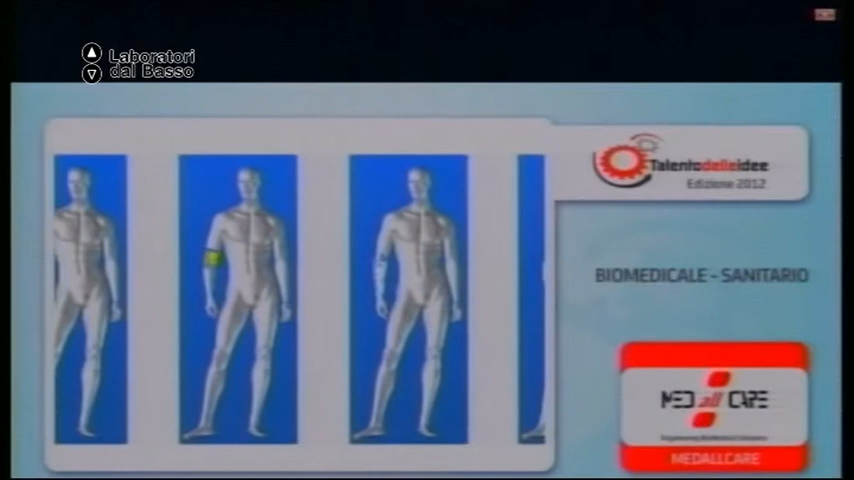 Laboratori
dal Basso
Talentodelleidee
Edizione 2012
BIOMEDICALE - SANITARIO
MED all CARE
MEDALLCARE